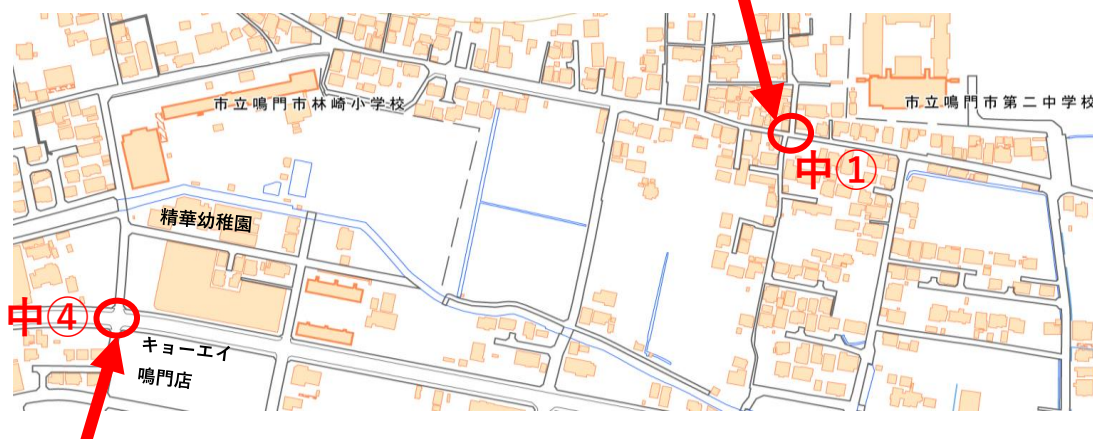 市立鳴門市林崎小学校
市立鳴門市第二中学校
中①
精華幼稚園
中④
キョーエイ
鳴門店